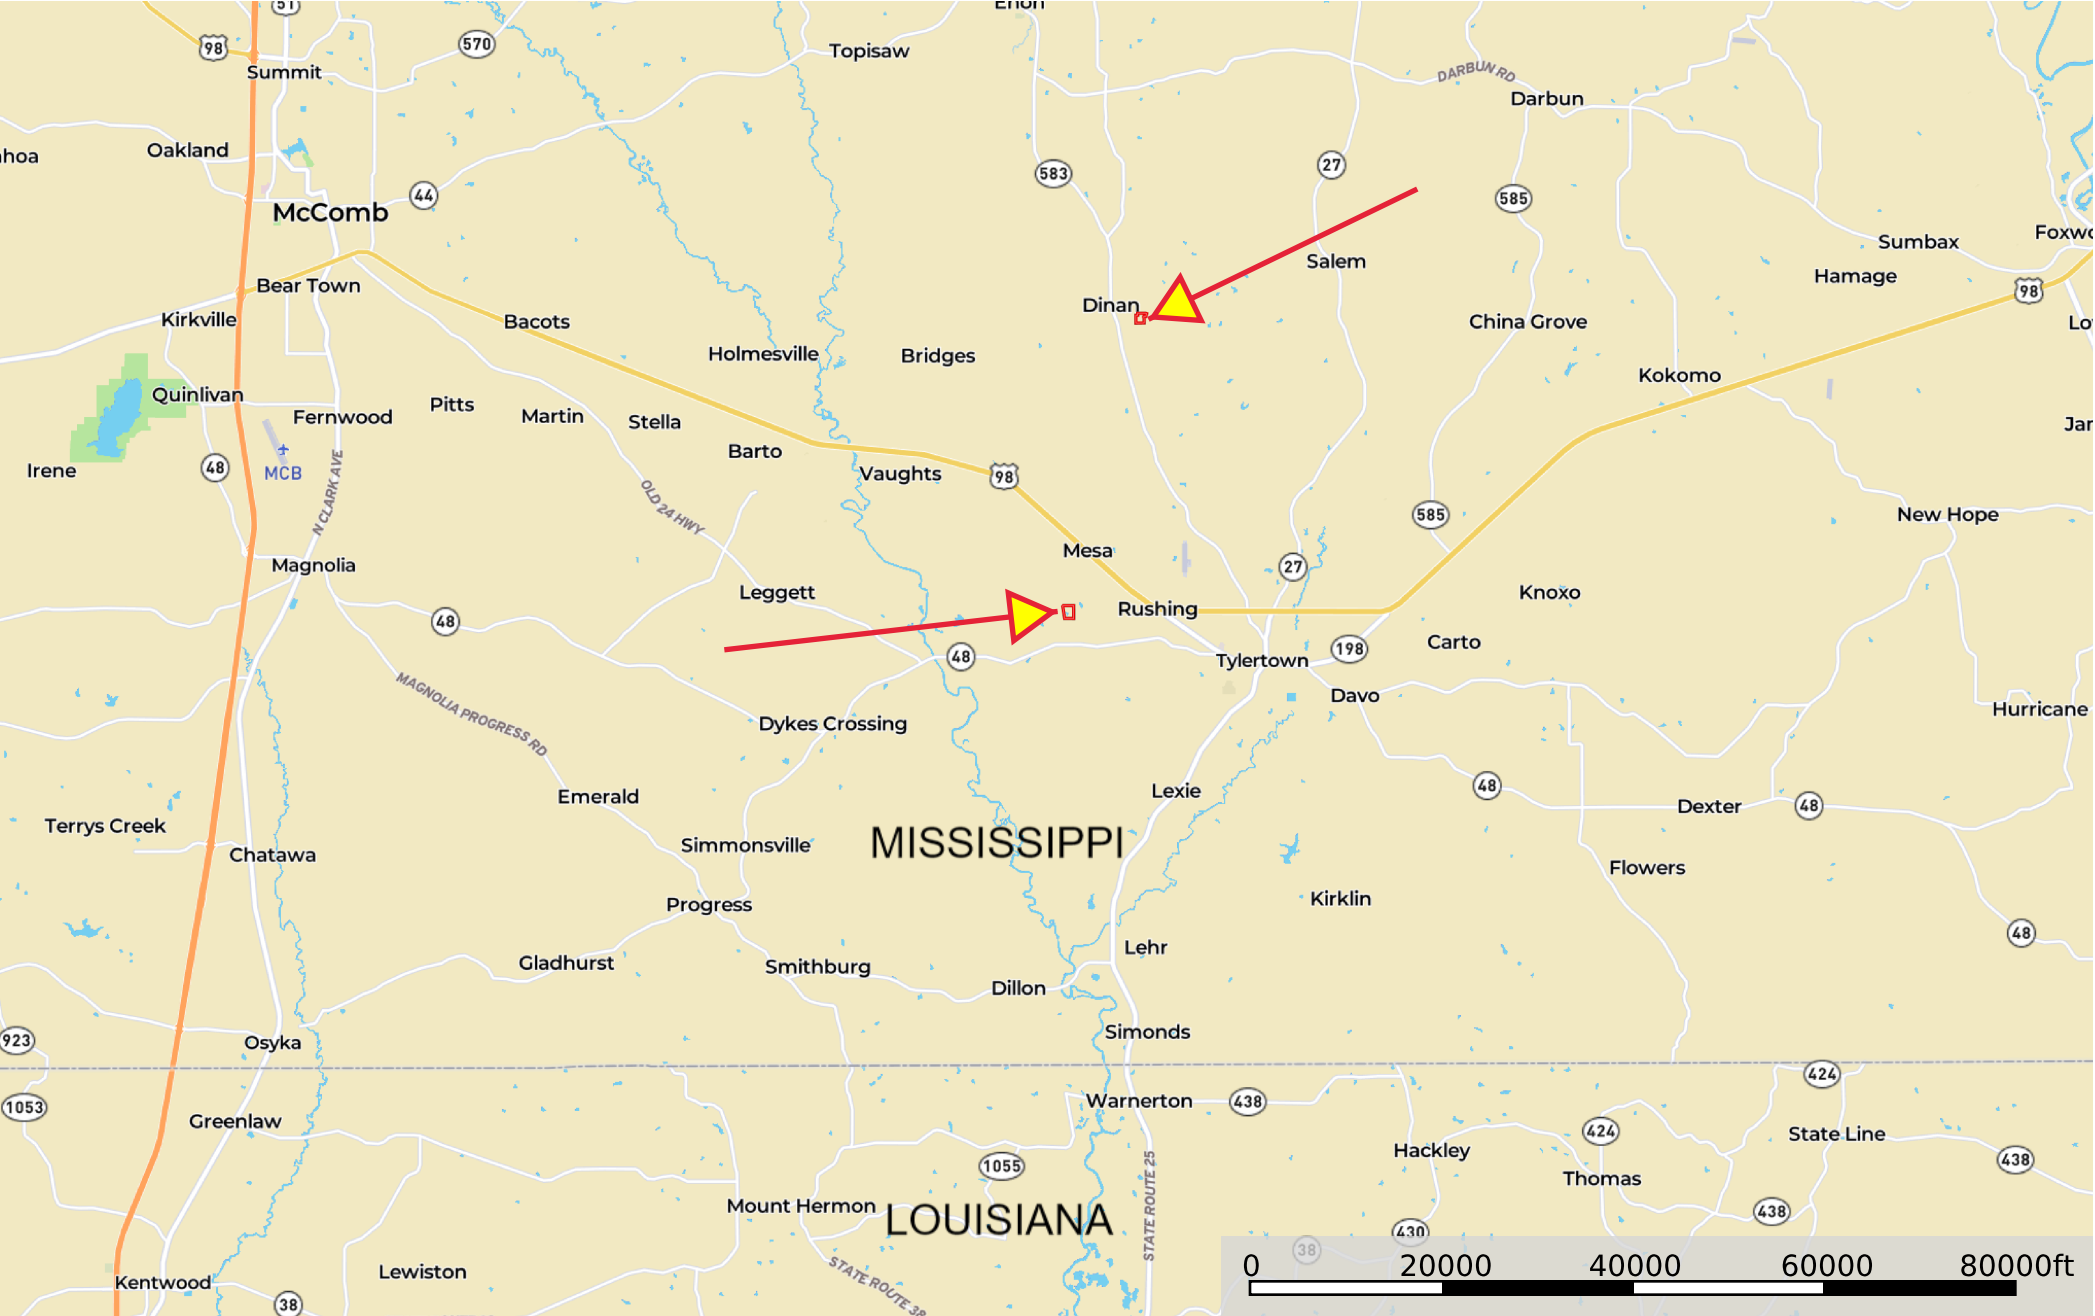 51
Enon
98
570
Topisaw
Summit
DARBUN RD
Darbun
Oakland
583
27
44
585
McComb
Sumbax
Foxwo
Salem
Hamage
Bear Town
98
Dinan
Kirkville
Bacots
China Grove
Lo
Holmesville
Bridges
Kokomo
Quinlivan
Pitts
Fernwood
Martin
Stella
Jar
Barto
Irene
48
MCB
Vaughts
98
N CLARK AVE
OLD 24 HWY
585
New Hope
Mesa
Magnolia
27
Leggett
Knoxo
Rushing
48
Carto
198
48
Tylertown
MAGNOLIA PROGRESS RD
Davo
Hurricane
Dykes Crossing
48
Lexie
Emerald
Dexter
48
Terrys Creek
MISSISSIPPI
Simmonsville
Chatawa
Flowers
Kirklin
Progress
48
Lehr
Gladhurst
Smithburg
Dillon
Simonds
923
Osyka
424
1053
Warnerton
438
Greenlaw
424
State Line
Hackley
438
1055
Thomas
STATE ROUTE 25
Mount Hermon
LOUISIANA
438
430
38
STATE ROUTE 38
Lewiston
Kentwood
38
0 20000 40000 60000 80000ft